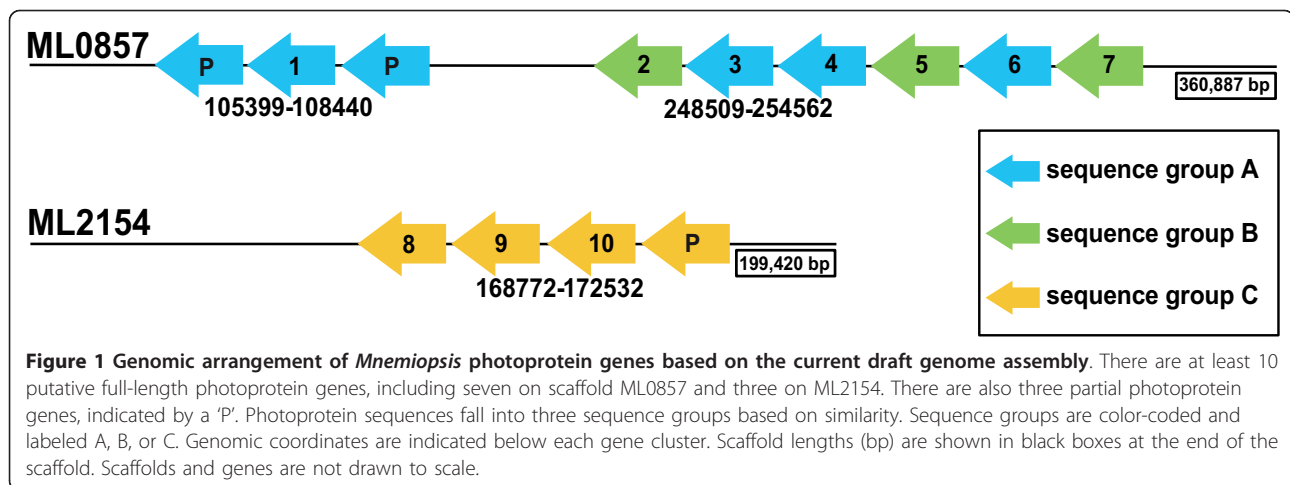 ML0857
P 1 P 2 3 4 5 6 7
105399-108440 248509-254562 360,887 bp
sequence group A
sequence group B
sequence group C
ML2154
8 9 10 P
199,420 bp
168772-172532
Figure 1 Genomic arrangement of Mnemiopsis photoprotein genes based on the current draft genome assembly. There are at least 10
putative full-length photoprotein genes, including seven on scaffold ML0857 and three on ML2154. There are also three partial photoprotein
genes, indicated by a ‘P’. Photoprotein sequences fall into three sequence groups based on similarity. Sequence groups are color-coded and
labeled A, B, or C. Genomic coordinates are indicated below each gene cluster. Scaffold lengths (bp) are shown in black boxes at the end of the
scaffold. Scaffolds and genes are not drawn to scale.